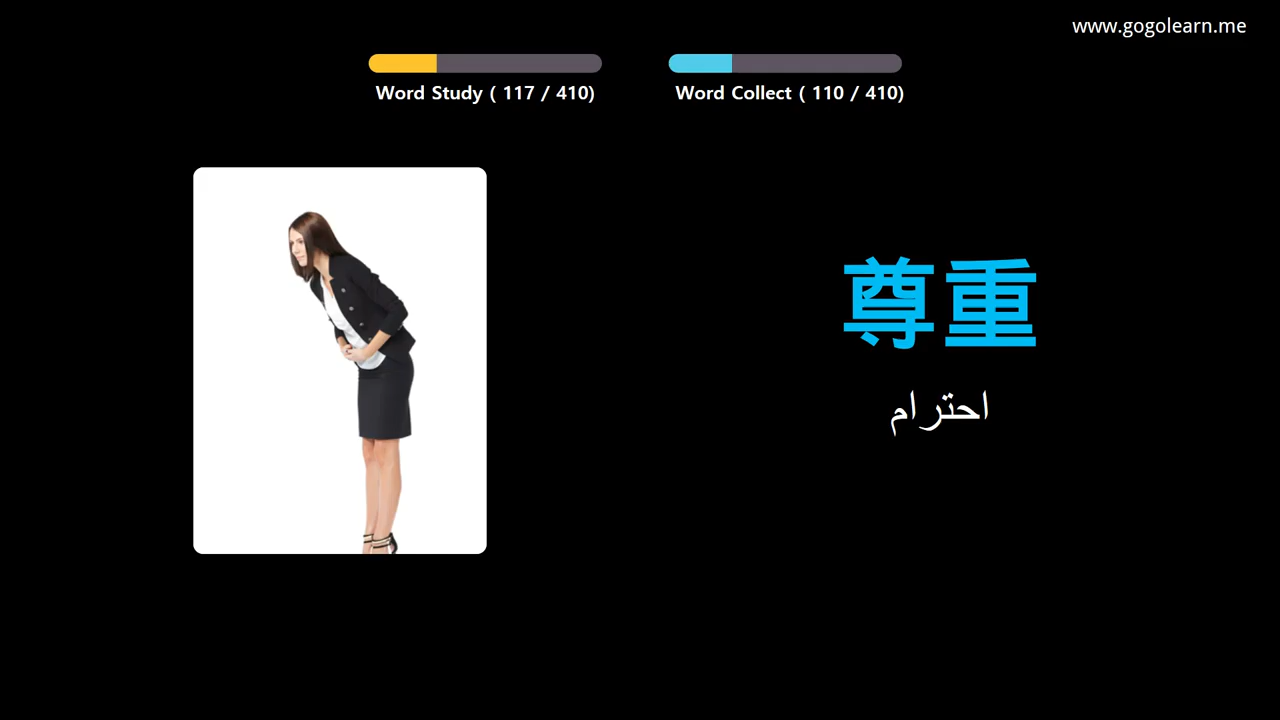 www.gogolearn.me
Word Study ( 117 / 410)
Word Collect ( 110 / 410)
尊重
احترام